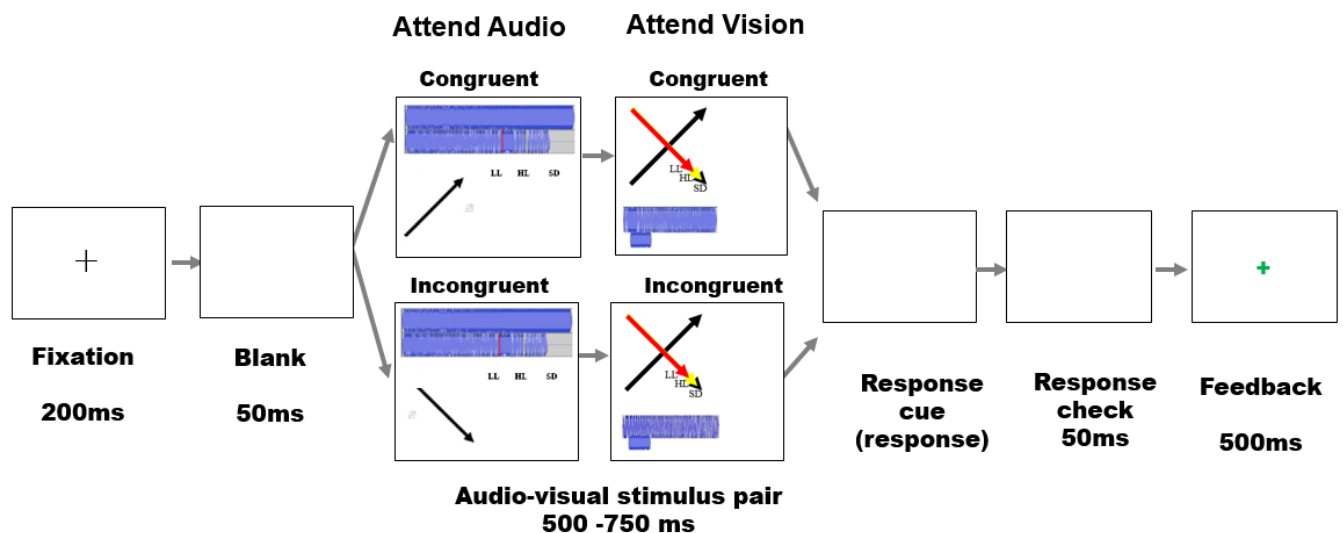 Attend Audio
Attend Vision
Congruent
Congruent
LL HL SD
LL
HL
SD
Incongruent
Incongruent
LL HL SD
LL
HL
SD
Fixation
200ms
Blank
50ms
Audio-visual stimulus pair
500 -750 ms
Response
cue
(response)
Response
check
50ms
Feedback
500ms